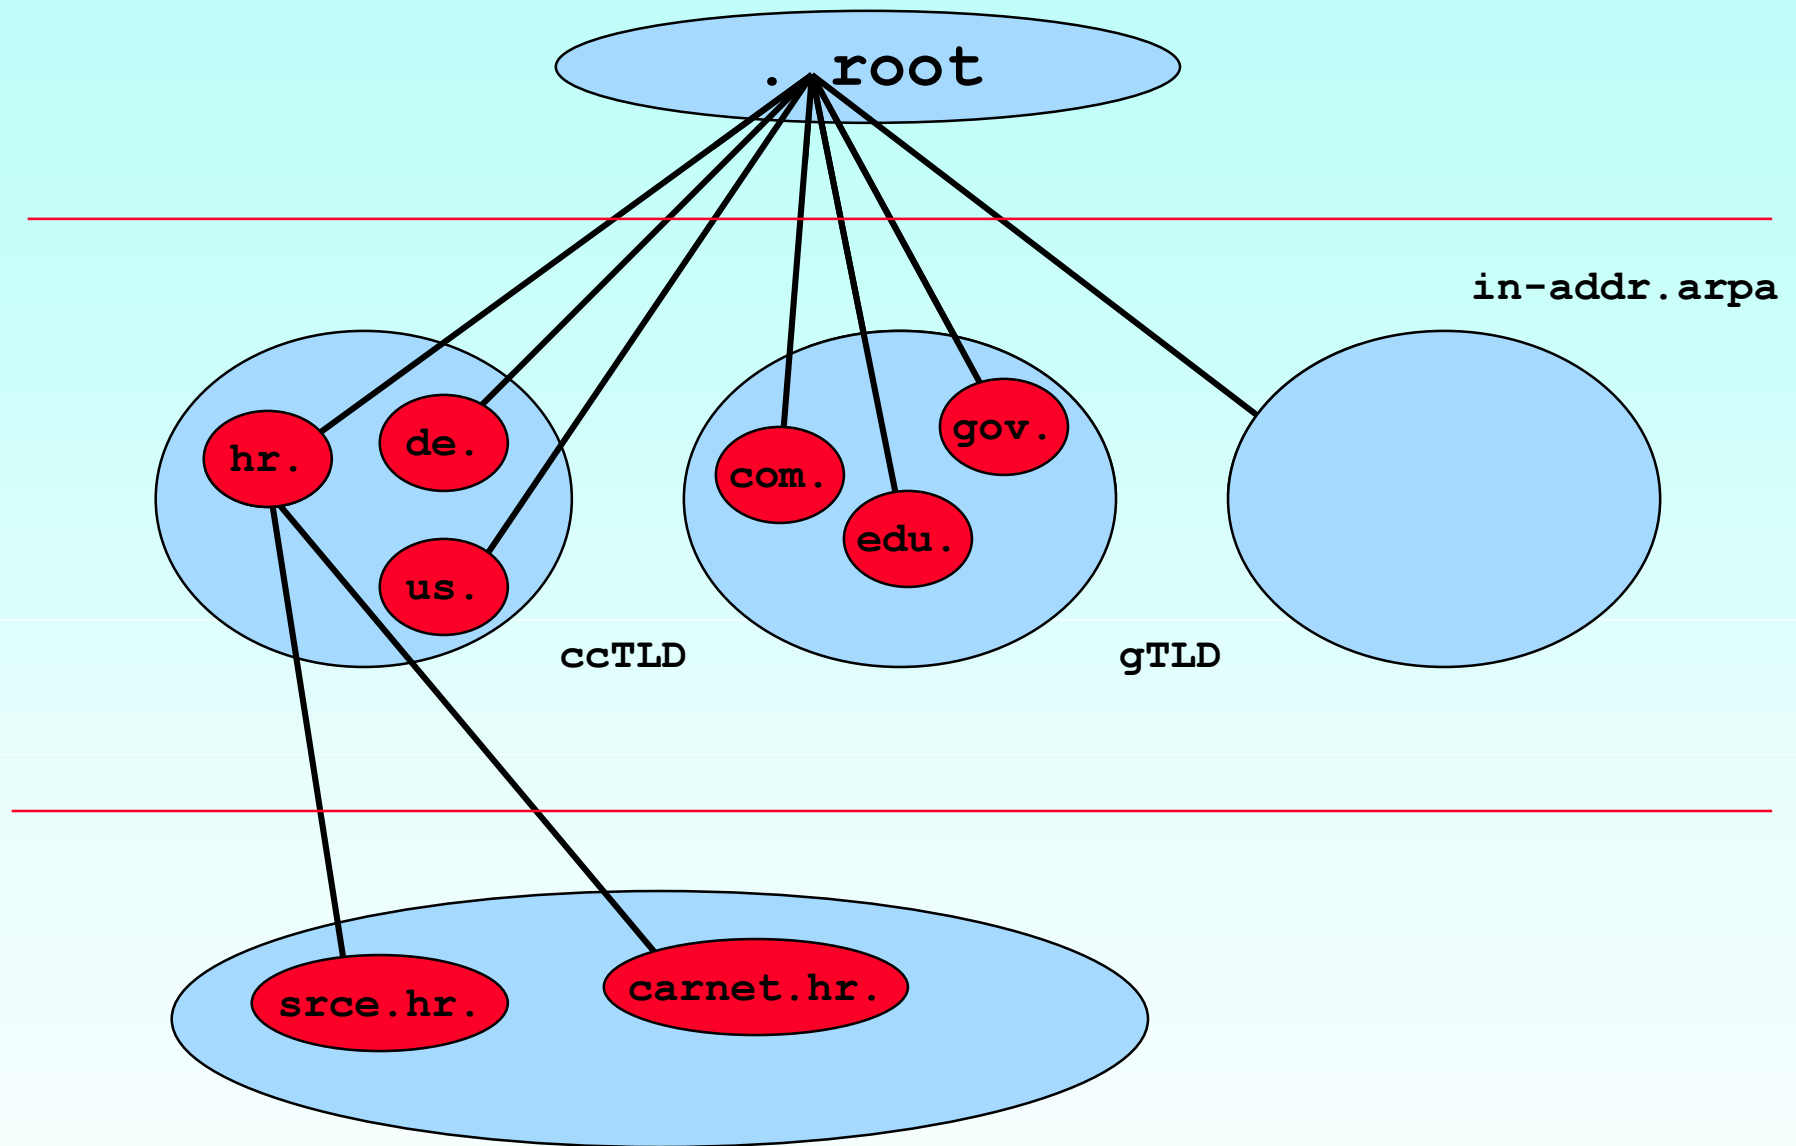 . root
in-addr.arpa
hr.
de.
us.
com.
edu.
gov.
ccTLD
gTLD
srce.hr.
carnet.hr.